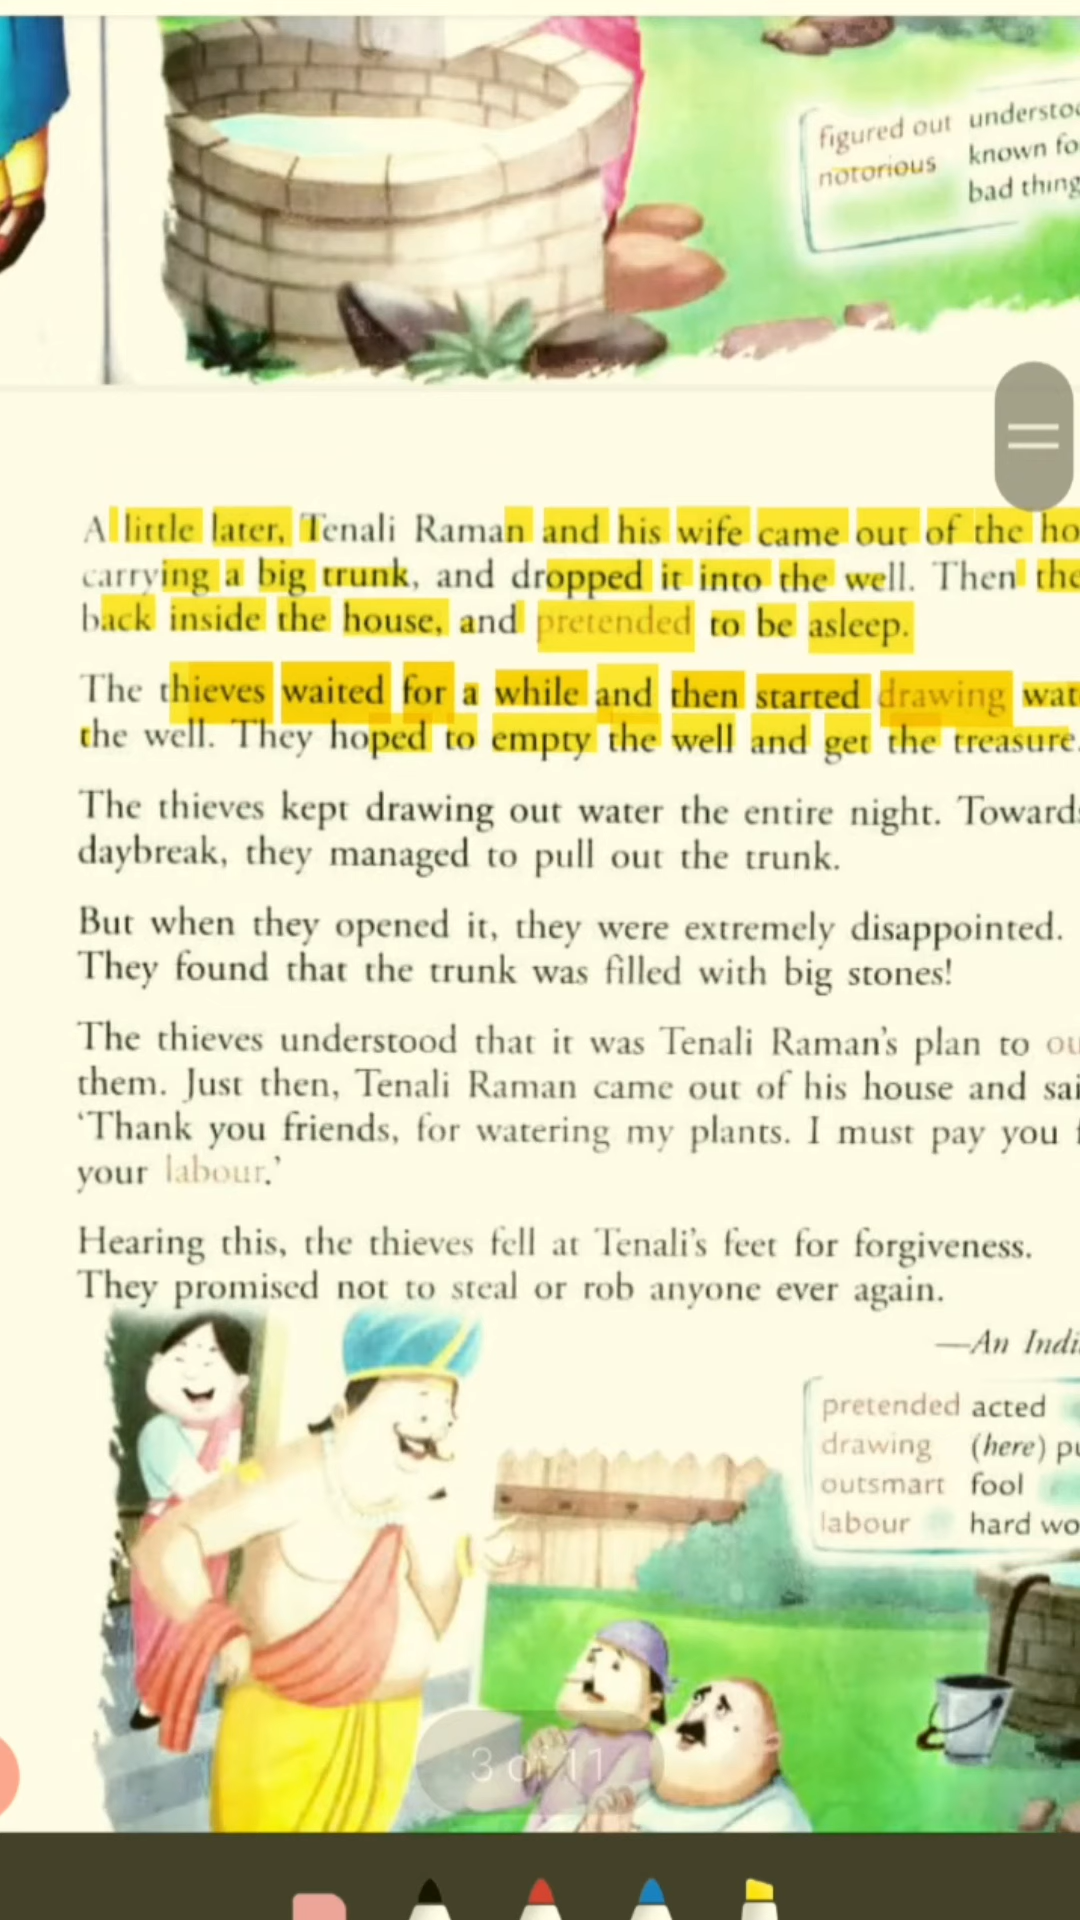 figured out understoo
notorious known fo
bad thing
A little later, Tenali Raman and his wife came out of the ho
carrying a big trunk, and dropped it into the well. Then the
back inside the house, and pretended to be asleep.
The thieves waited for a while and then started drawing wat
the well. They hoped to empty the well and get the treasure.
The thieves kept drawing out water the entire night. Towards
daybreak, they managed to pull out the trunk.
But when they opened it, they were extremely disappointed.
They found that the trunk was filled with big stones!
The thieves understood that it was Tenali Raman's plan to ou
them. Just then, Tenali Raman came out of his house and sai
‘Thank you friends, for watering my plants. I must pay you f
your labour.’
Hearing this, the thieves fell at Tenali's feet for forgiveness.
They promised not to steal or rob anyone ever again.
—An Indi
pretended acted
drawing (here) pu
outsmart fool
labour hard wo
3 of 11